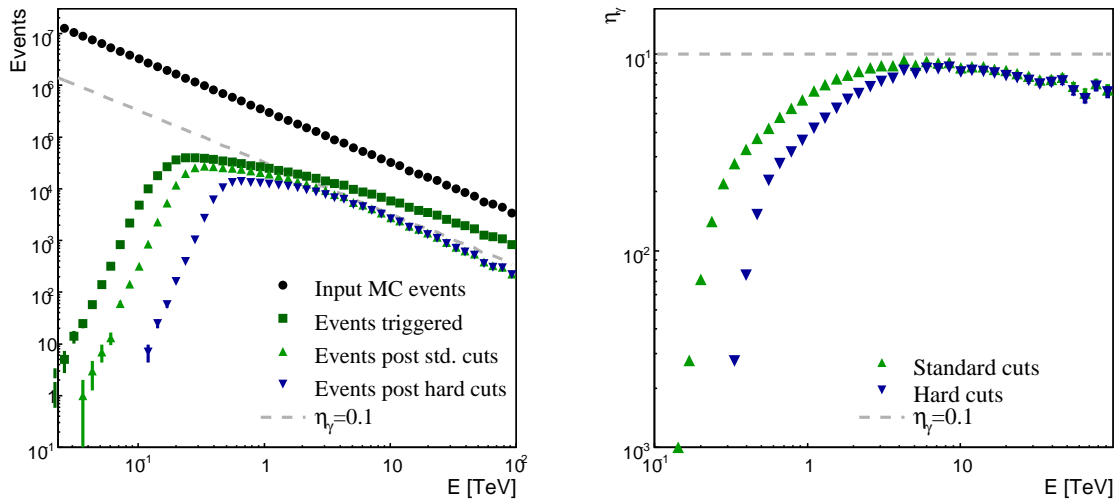 Events
10^7
10^6
10^5
10^4
10^3
10^2
10
1
10^1
10^-1
1
10
10^2
E [TeV]
Input MC events
Events triggered
Events post std. cuts
Events post hard cuts
η_γ=0.1
η_γ
10^1
10^2
10^3
10^-1
1
10
E [TeV]
Standard cuts
Hard cuts
η_γ=0.1